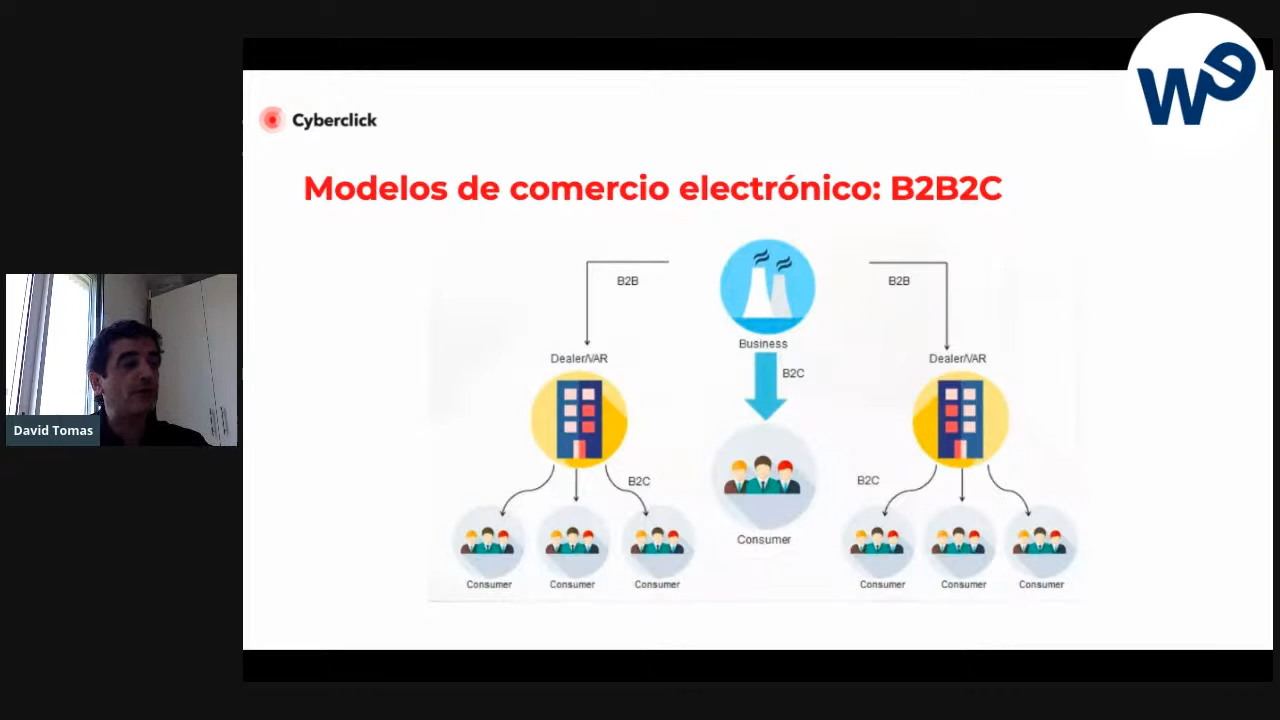 We
Cyberclick
Modelos de comercio electrónico: B2B2C
B2B
B2B
Business
Dealer/VAR
Dealer/VAR
B2C
B2C
B2C
Consumer
Consumer
Consumer
Consumer
Consumer
Consumer
Consumer
David Tomas